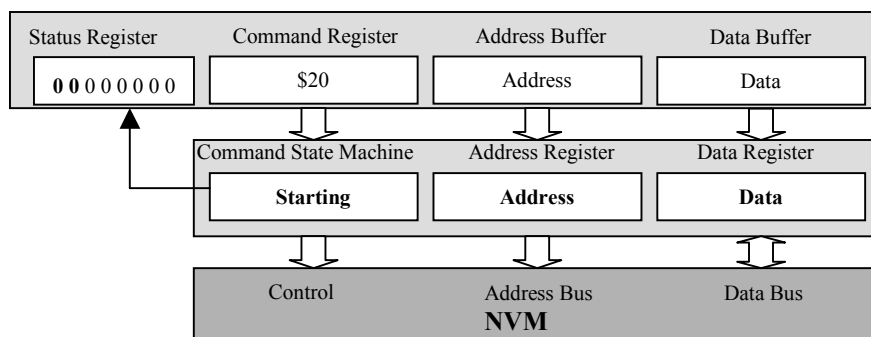 Status Register Command Register Address Buffer Data Buffer
0 0 0 0 0 0 0 0 $20 Address Data
Command State Machine Address Register Data Register
Starting Address Data
Control Address Bus Data Bus
NVM